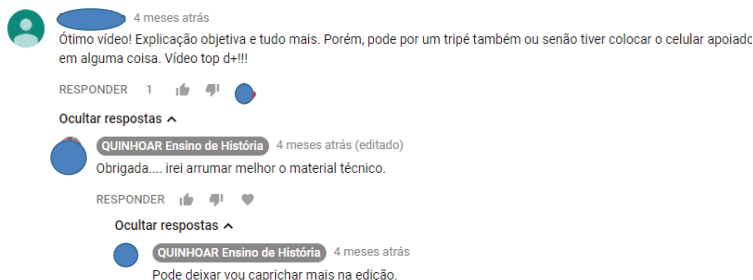 4 meses atrás
Ótimo vídeo! Explicação objetiva e tudo mais. Porém, pode por um tripé também ou senão tiver colocar o celular apoiado
em alguma coisa. Vídeo top d+!!!
RESPONDER 1
Ocultar respostas
QUINHOAR Ensino de História 4 meses atrás (editado)
Obrigada.... irei arrumar melhor o material técnico.
RESPONDER
Ocultar respostas
QUINHOAR Ensino de História 4 meses atrás
Pode deixar vou caprichar mais na edição.